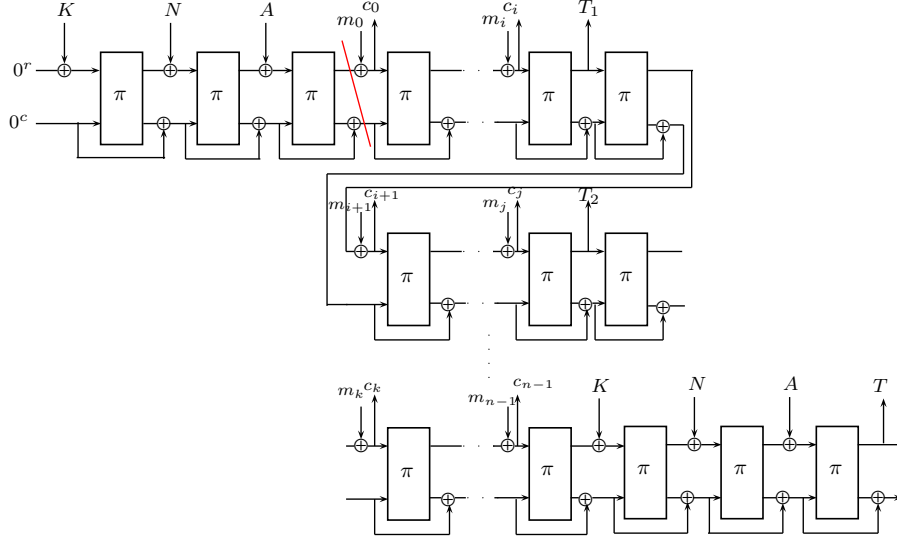 K N A m₀ c₀ mᵢ cᵢ T₁
0ʳ π π π π π π
0ᶜ
mᵢ₊₁ cᵢ₊₁ mⱼ cⱼ T₂
π π π
mₖ cₖ mₙ₋₁ cₙ₋₁ K N A T
π π π π π